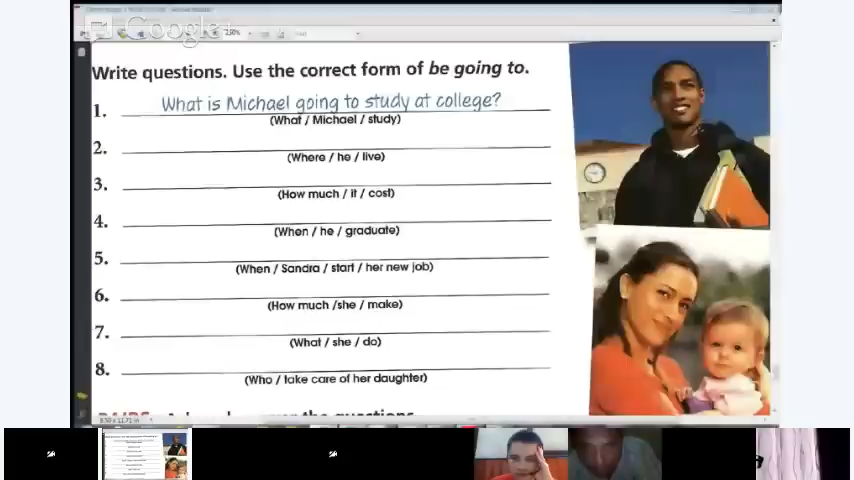 Google+
Write questions. Use the correct form of be going to.
1. What is Michael going to study at college?
(What / Michael / study)
2.
(Where / he / live)
3.
(How much / it / cost)
4.
(When / he / graduate)
5.
(When / Sandra / start / her new job)
6.
(How much /she / make)
7.
(What / she / do)
8.
(Who / take care of her daughter)
the questions